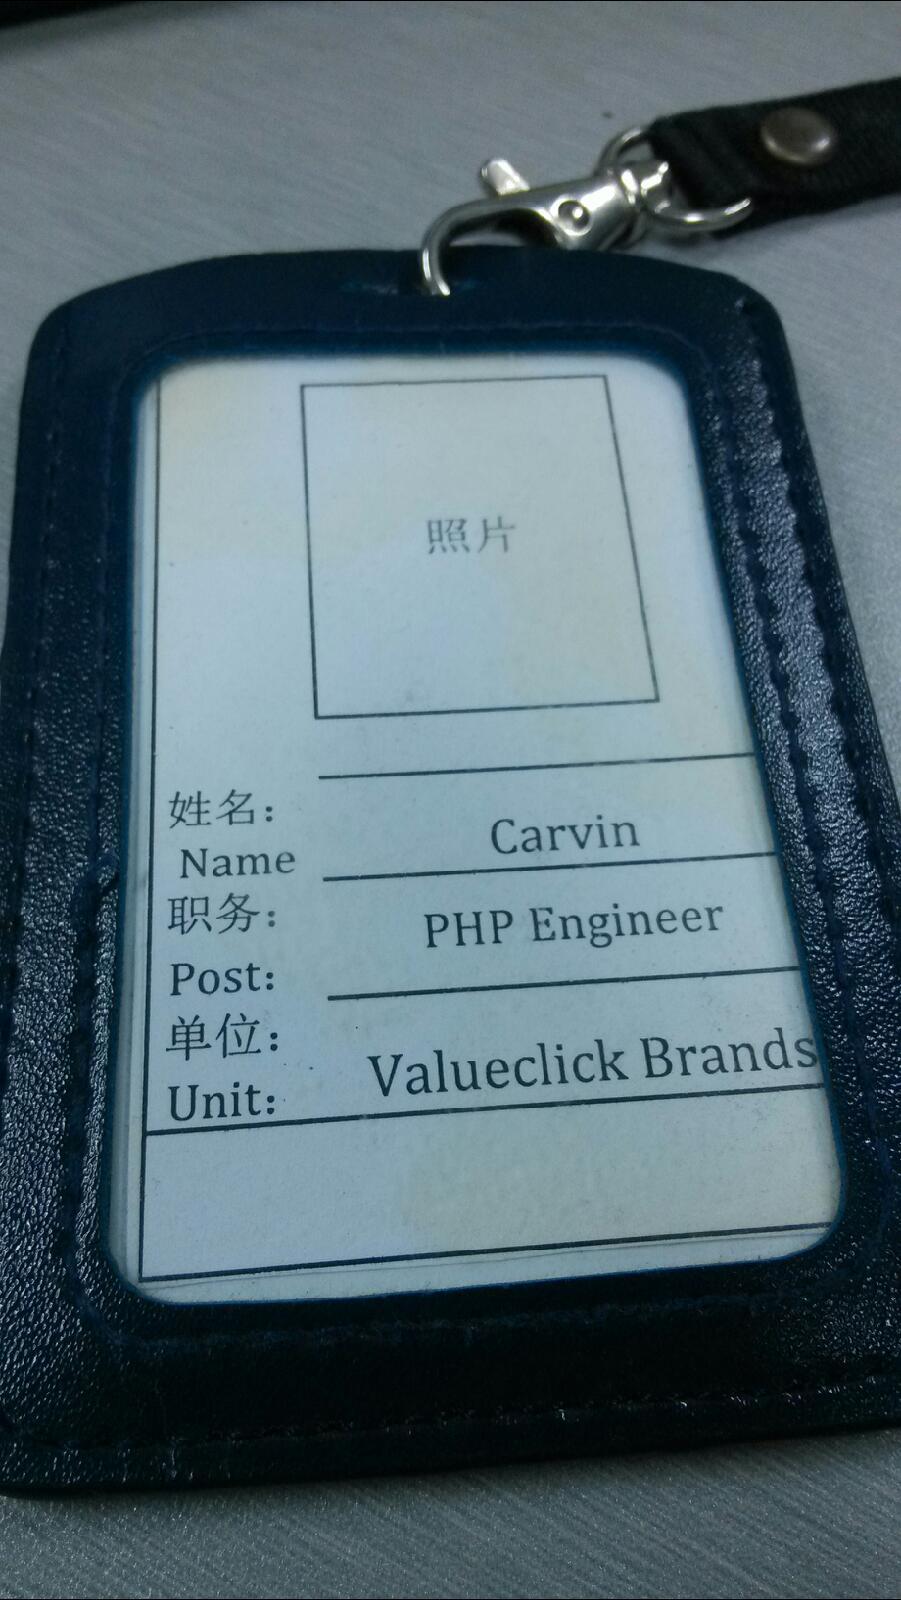 照片
姓名：
Name Carvin
职务：
Post: PHP Engineer
单位：
Unit: Valueclick Brands